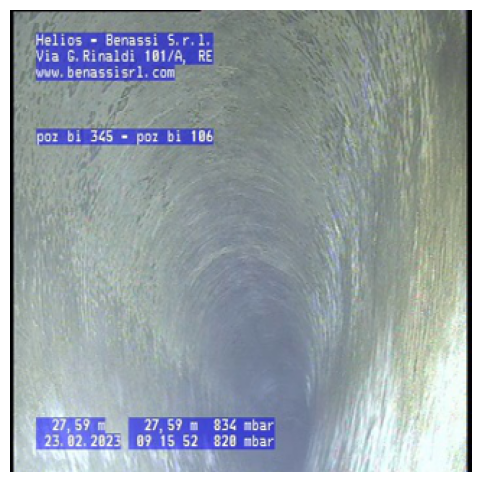 Helios - Benassi S.r.l.
Via G.Rinaldi 101/A, RE
www.benassisrl.com
poz bi 345 - poz bi 106
27,59 m 27,59 m 834 mbar
23.02.2023 09 15 52 820 mbar